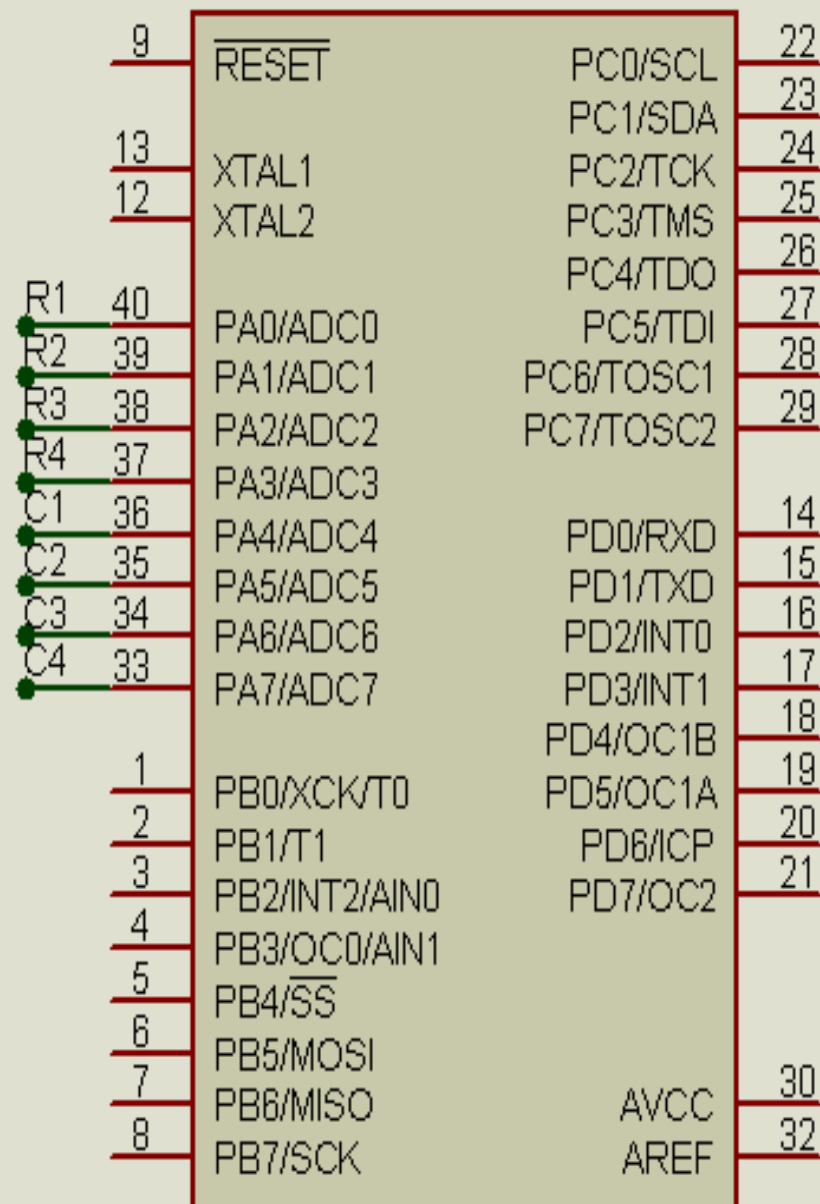 9 RESET PC0/SCL 22
PC1/SDA 23
13 XTAL1 PC2/TCK 24
12 XTAL2 PC3/TMS 25
PC4/TDO 26
R1 40 PA0/ADC0 PC5/TDI 27
R2 39 PA1/ADC1 PC6/TOSC1 28
R3 38 PA2/ADC2 PC7/TOSC2 29
R4 37 PA3/ADC3
C1 36 PA4/ADC4 PD0/RXD 14
C2 35 PA5/ADC5 PD1/TXD 15
C3 34 PA6/ADC6 PD2/INT0 16
C4 33 PA7/ADC7 PD3/INT1 17
PD4/OC1B 18
1 PB0/XCK/T0 PD5/OC1A 19
2 PB1/T1 PD6/ICP 20
3 PB2/INT2/AIN0 PD7/OC2 21
4 PB3/OC0/AIN1
5 PB4/SS
6 PB5/MOSI
7 PB6/MISO AVCC 30
8 PB7/SCK AREF 32